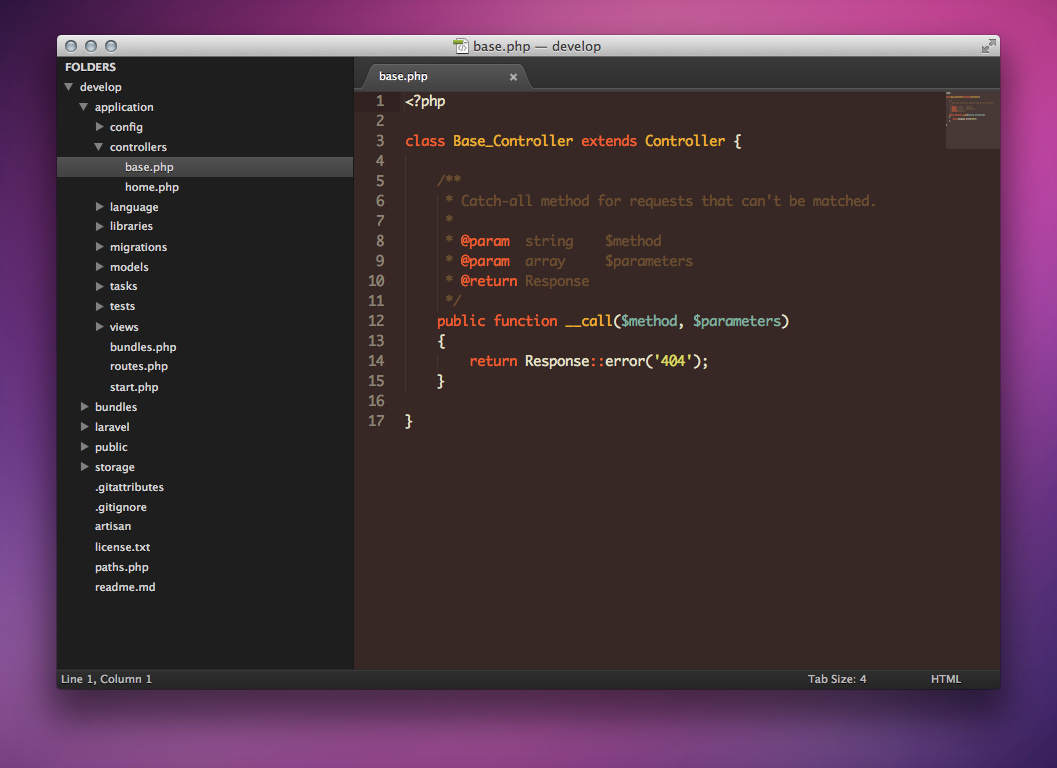 base.php — develop
FOLDERS
develop
application
config
controllers
base.php
home.php
language
libraries
migrations
models
tasks
tests
views
bundles.php
routes.php
start.php
bundles
laravel
public
storage
.gitattributes
.gitignore
artisan
license.txt
paths.php
readme.md
base.php ×
1 <?php
2
3 class Base_Controller extends Controller {
4
5     /**
6      * Catch-all method for requests that can't be matched.
7      *
8      * @param  string    $method
9      * @param  array     $parameters
10      * @return Response
11      */
12     public function __call($method, $parameters)
13     {
14         return Response::error('404');
15     }
16
17 }
Line 1, Column 1
Tab Size: 4
HTML